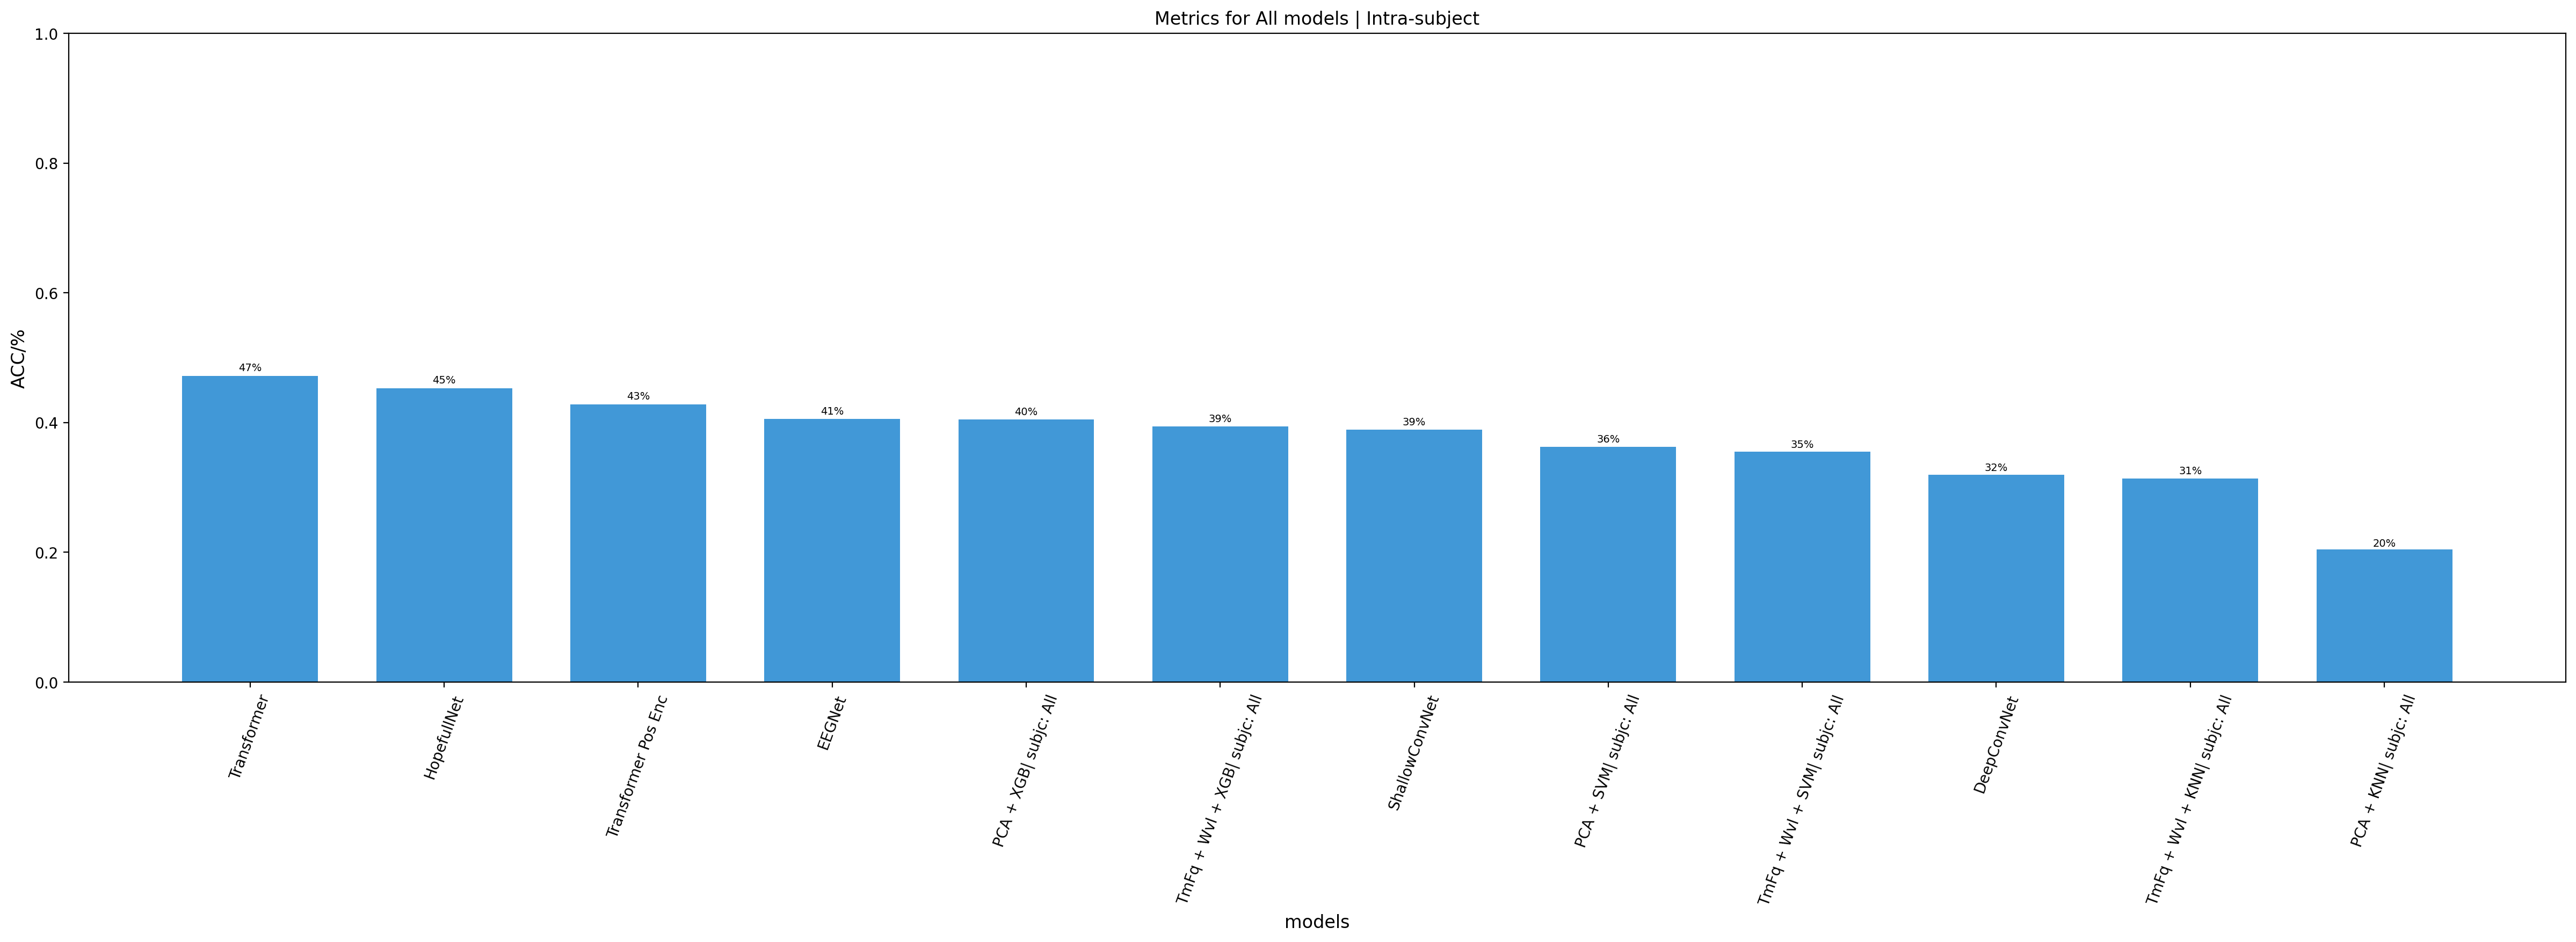 Metrics for All models | Intra-subject
ACC/%
1.0
0.8
0.6
0.4
0.2
0.0
47%
45%
43%
41%
40%
39%
39%
36%
35%
32%
31%
20%
Transformer
HopefullNet
Transformer Pos Enc
EEGNet
PCA + XGB| subjc: All
TmFq + Wvl + XGB| subjc: All
ShallowConvNet
PCA + SVM| subjc: All
TmFq + Wvl + SVM| subjc: All
DeepConvNet
TmFq + Wvl + KNN| subjc: All
PCA + KNN| subjc: All
models